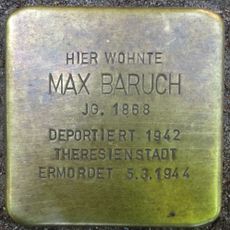 HIER WOHNTE
MAX BARUCH
JG. 1868
DEPORTIERT 1942
THERESIENSTADT
ERMORDET 5.3.1944